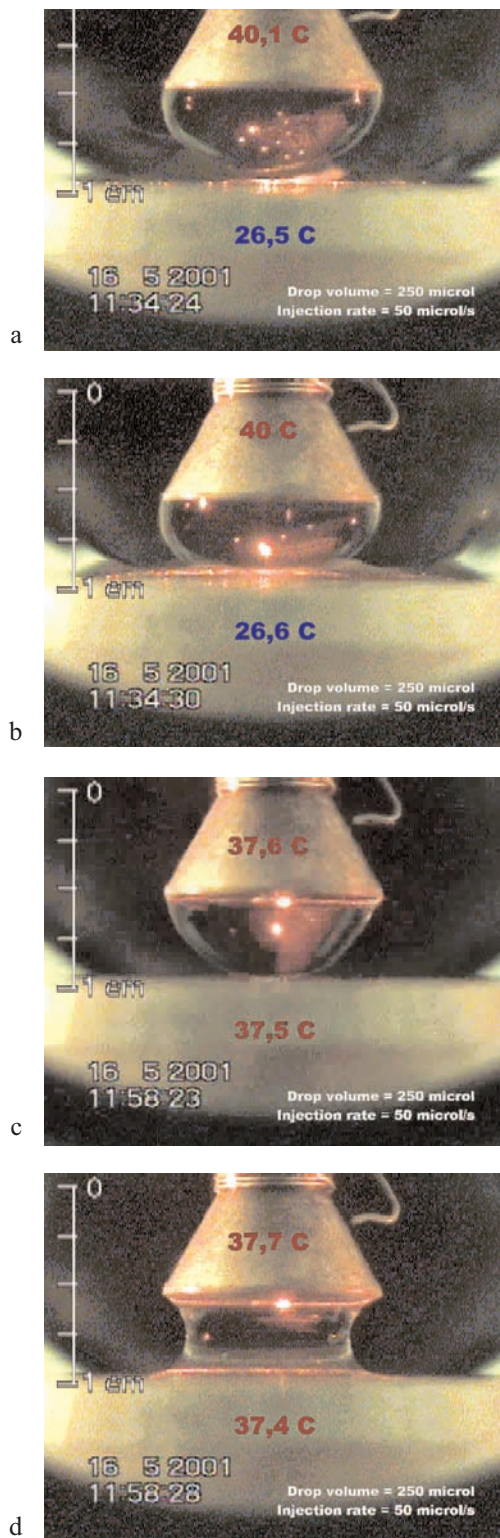 40,1 C
1 cm
26,5 C
16 5 2001
11:34:24
Drop volume = 250 microl
Injection rate = 50 microl/s
a
0
40 C
1 cm
26,6 C
16 5 2001
11:34:30
Drop volume = 250 microl
Injection rate = 50 microl/s
b
0
37,6 C
1 cm
37,5 C
16 5 2001
11:58:23
Drop volume = 250 microl
Injection rate = 50 microl/s
c
0
37,7 C
1 cm
37,4 C
16 5 2001
11:58:28
Drop volume = 250 microl
Injection rate = 50 microl/s
d